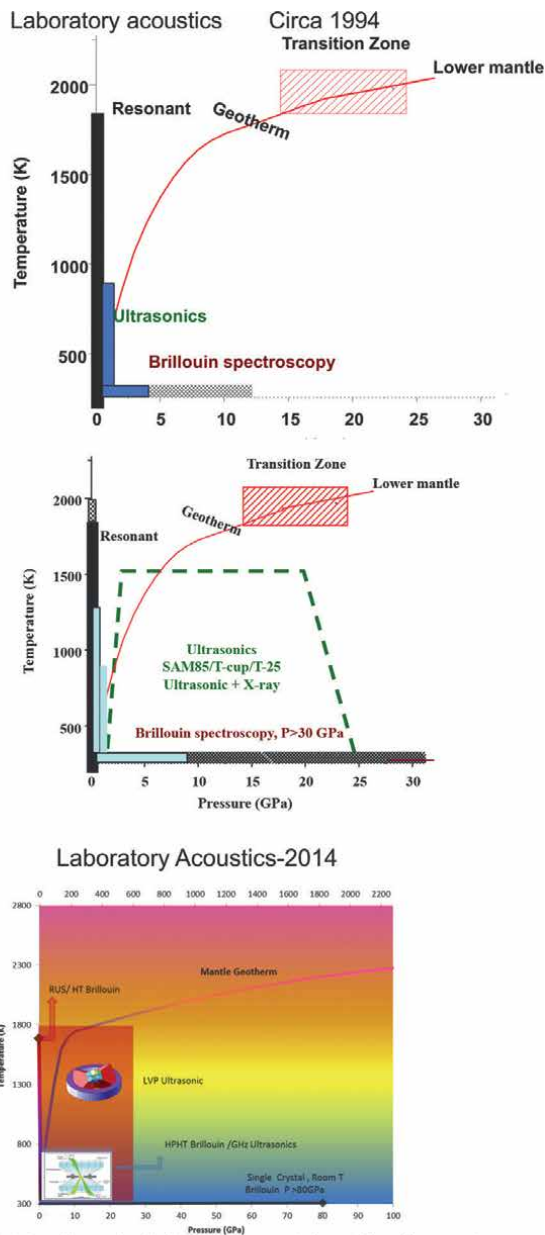 Laboratory acoustics Circa 1994
Transition Zone
Lower mantle
2000
Resonant
Geotherm
1500
Temperature (K)
1000
Ultrasonics
500
Brillouin spectroscopy
0 5 10 15 20 25 30
Transition Zone
Lower mantle
2000
Geotherm
Resonant
1500
Temperature (K)
Ultrasonics
1000
SAM85/T-cup/T-25
Ultrasonic + X-ray
500
Brillouin spectroscopy, P>30 GPa
0 5 10 15 20 25 30
Pressure (GPa)
Laboratory Acoustics-2014
0 200 400 600 800 1000 1200 1400 1600 1800 2000 2200
2800
Mantle Geotherm
2300
RUS/ HT Brillouin
1800
Temperature (K)
LVP Ultrasonic
1300
HPHT Brillouin /GHz Ultrasonics
800
Single Crystal , Room T
Brillouin P >80GPa
300
0 10 20 30 40 50 60 70 80 90 100
Pressure (GPa)